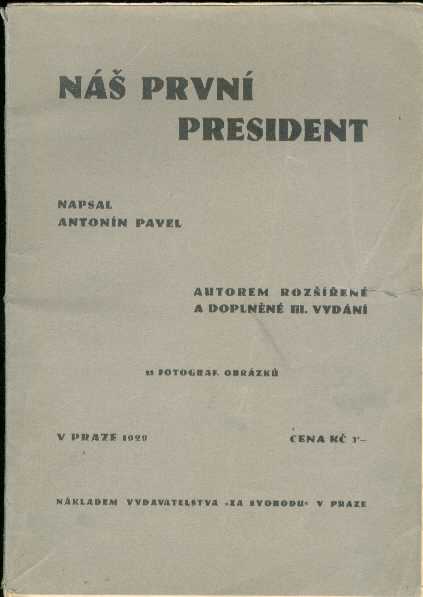 NÁŠ PRVNÍ
PRESIDENT
NAPSAL
ANTONÍN PAVEL
AUTOREM ROZŠÍŘENÉ
A DOPLNĚNÉ III. VYDÁNÍ
FOTOGRAF. OBRÁZKŮ
V PRAZE 1929
CENA KČ
NÁKLADEM VYDAVATELSTVA »ZA SVOBODU« V PRAZE